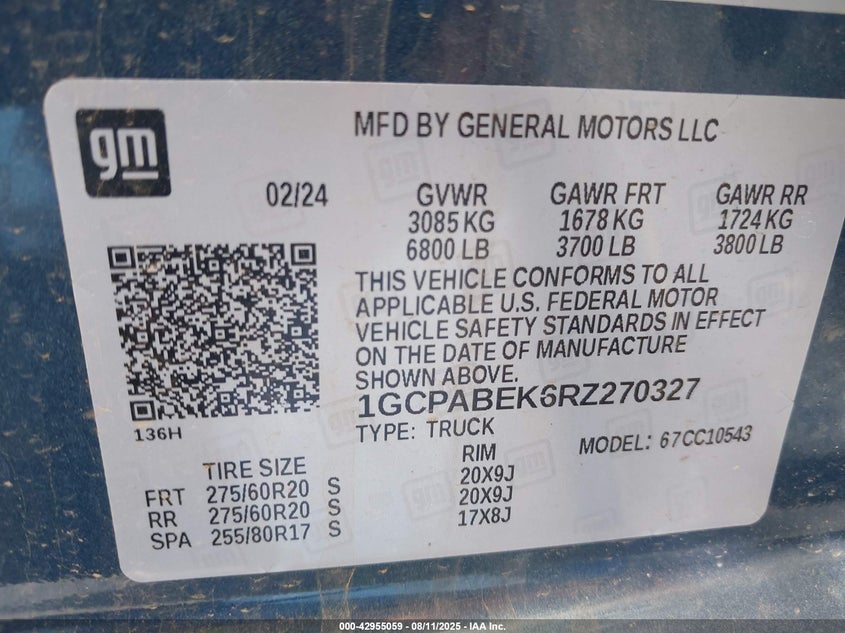 gm
MFD BY GENERAL MOTORS LLC
02/24 GVWR GAWR FRT GAWR RR
3085 KG 1678 KG 1724 KG
6800 LB 3700 LB 3800 LB
THIS VEHICLE CONFORMS TO ALL
APPLICABLE U.S. FEDERAL MOTOR
VEHICLE SAFETY STANDARDS IN EFFECT
ON THE DATE OF MANUFACTURE
SHOWN ABOVE.
1GCPABEK6RZ270327
136H
TYPE: TRUCK MODEL: 67CC10543
TIRE SIZE RIM
FRT 275/60R20 S 20X9J
RR 275/60R20 S 20X9J
SPA 255/80R17 S 17X8J
000-42955059 - 08/11/2025 - IAA Inc.